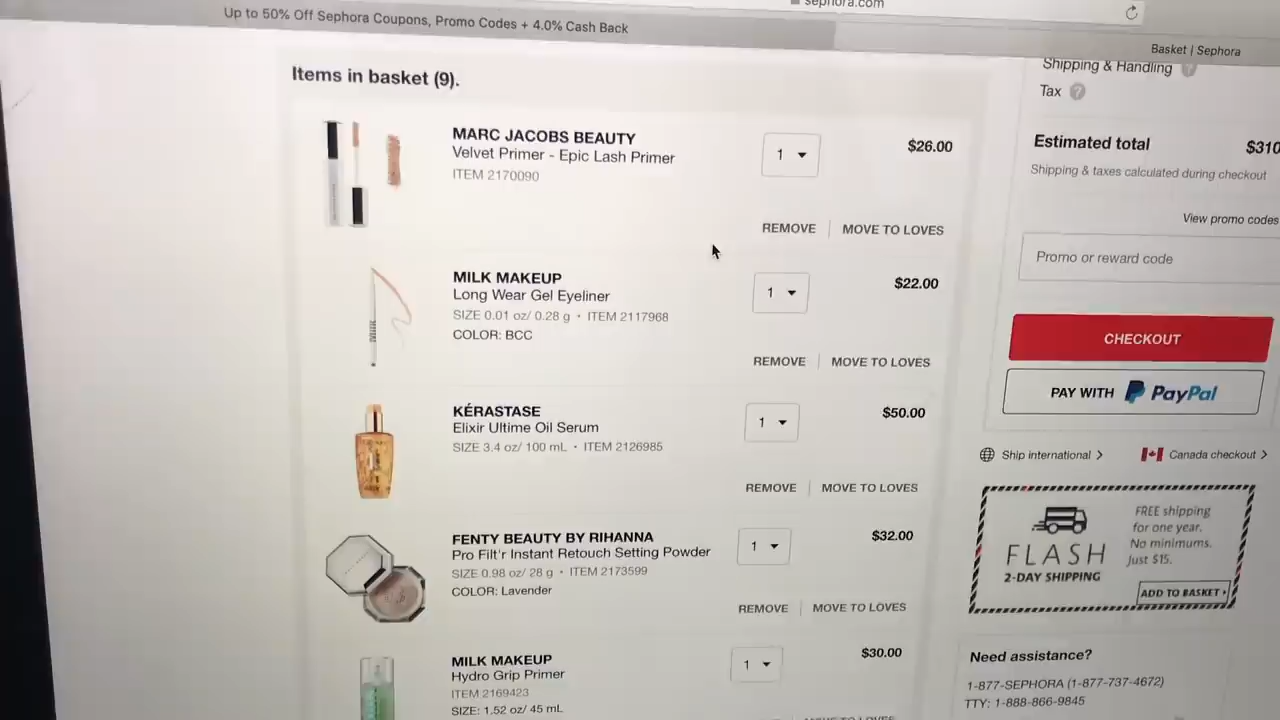 sephora.com
Up to 50% Off Sephora Coupons, Promo Codes + 4.0% Cash Back
Basket | Sephora
Items in basket (9).
MARC JACOBS BEAUTY
Velvet Primer - Epic Lash Primer
ITEM 2170090
1
$26.00
REMOVE
MOVE TO LOVES
MILK MAKEUP
Long Wear Gel Eyeliner
SIZE 0.01 oz/ 0.28 g • ITEM 2117968
COLOR: BCC
1
$22.00
REMOVE
MOVE TO LOVES
KÉRASTASE
Elixir Ultime Oil Serum
SIZE 3.4 oz/ 100 mL • ITEM 2126985
1
$50.00
REMOVE
MOVE TO LOVES
FENTY BEAUTY BY RIHANNA
Pro Filt'r Instant Retouch Setting Powder
SIZE 0.98 oz/ 28 g • ITEM 2173599
COLOR: Lavender
1
$32.00
REMOVE
MOVE TO LOVES
MILK MAKEUP
Hydro Grip Primer
ITEM 2169423
SIZE: 1.52 oz/ 45 mL
1
$30.00
MOVE TO LOVES
Shipping & Handling ?
Tax ?
Estimated total
$310
Shipping & taxes calculated during checkout
View promo codes
Promo or reward code
CHECKOUT
PAY WITH PayPal
Ship international >
Canada checkout >
FLASH
2-DAY SHIPPING
FREE shipping
for one year.
No minimums.
Just $15.
ADD TO BASKET
Need assistance?
1-877-SEPHORA (1-877-737-4672)
TTY: 1-888-866-9845